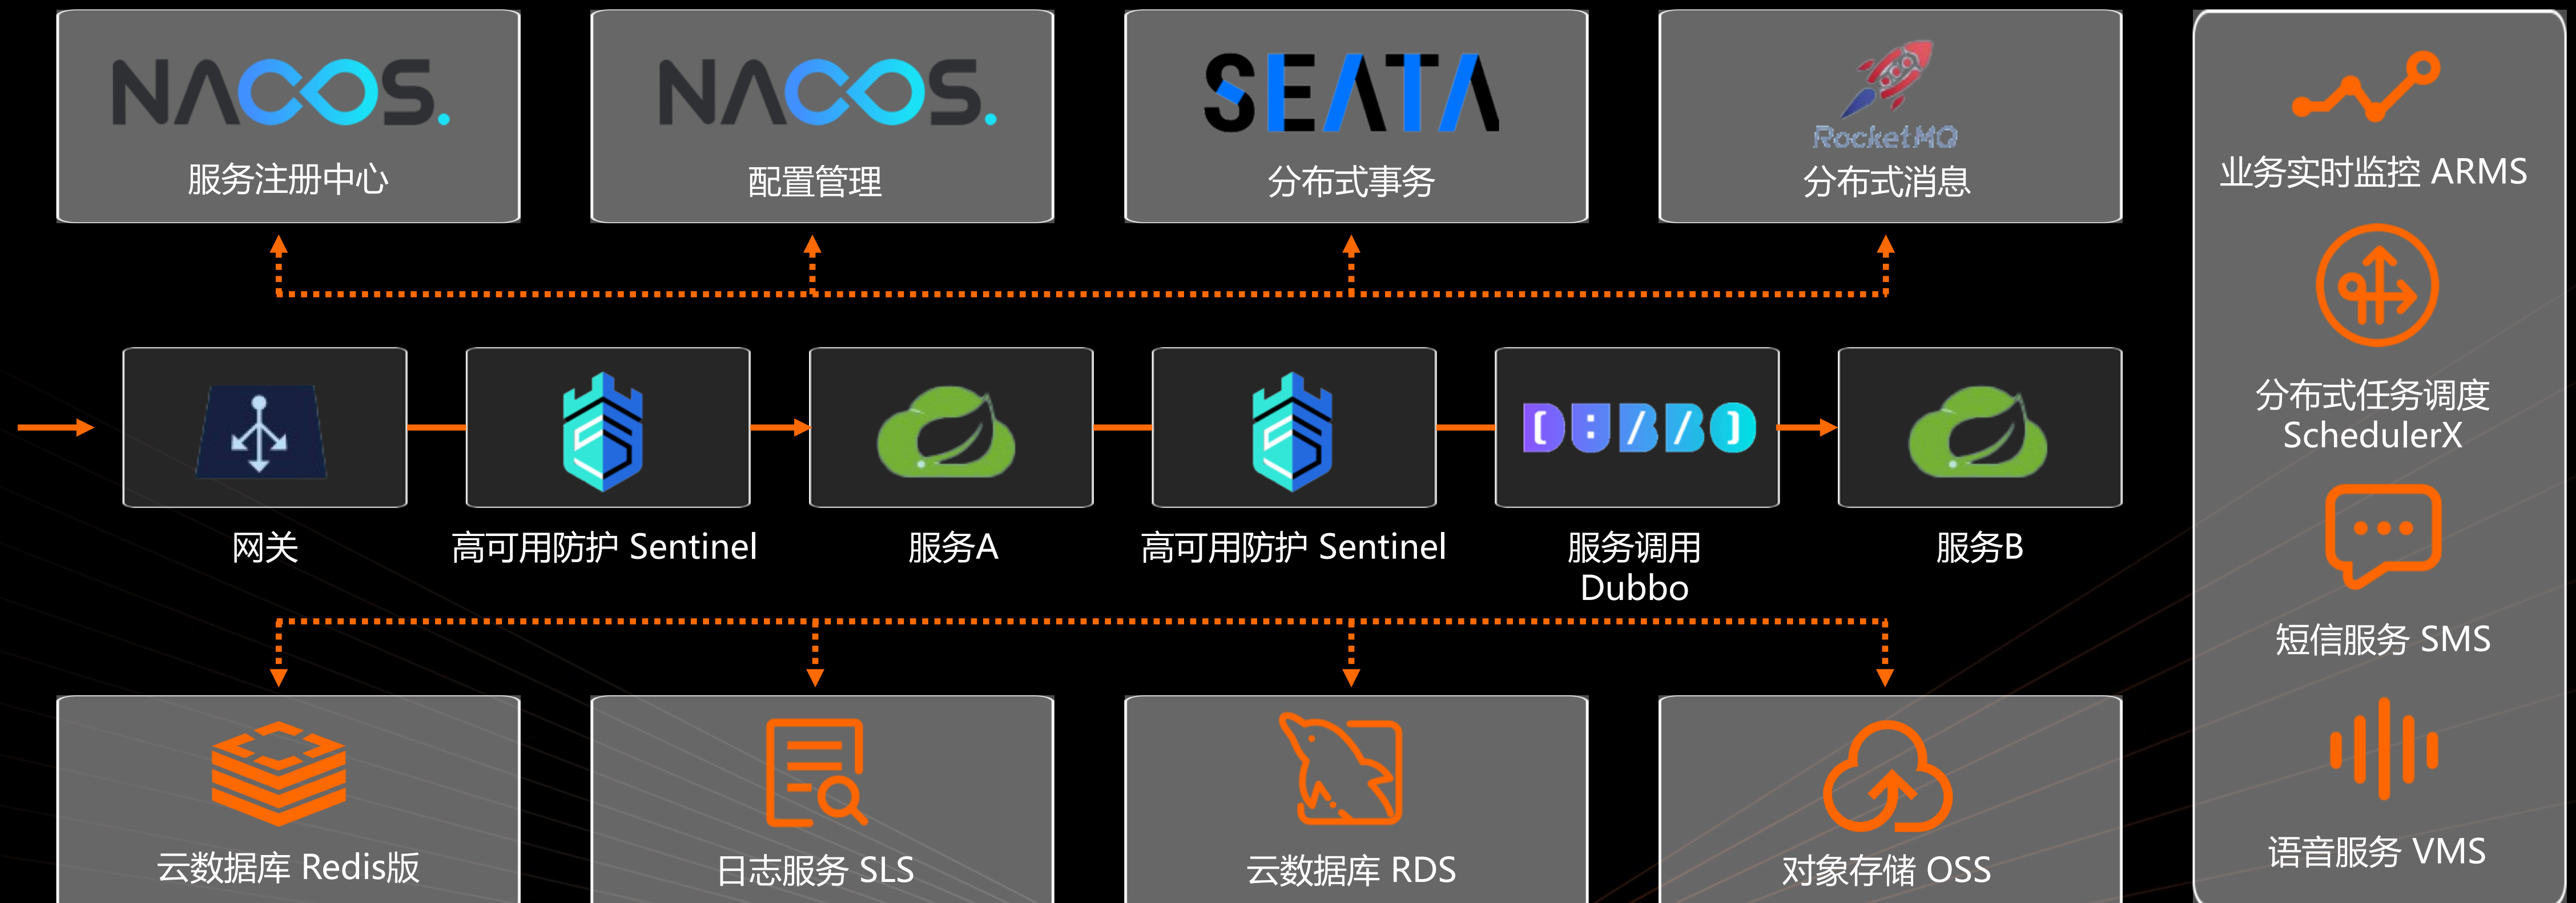 NACOS.
服务注册中心
NACOS.
配置管理
SEATA
分布式事务
RocketMQ
分布式消息
网关
高可用防护 Sentinel
服务A
高可用防护 Sentinel
DUBBO
服务调用
Dubbo
服务B
云数据库 Redis版
日志服务 SLS
云数据库 RDS
对象存储 OSS
业务实时监控 ARMS
分布式任务调度
SchedulerX
短信服务 SMS
语音服务 VMS